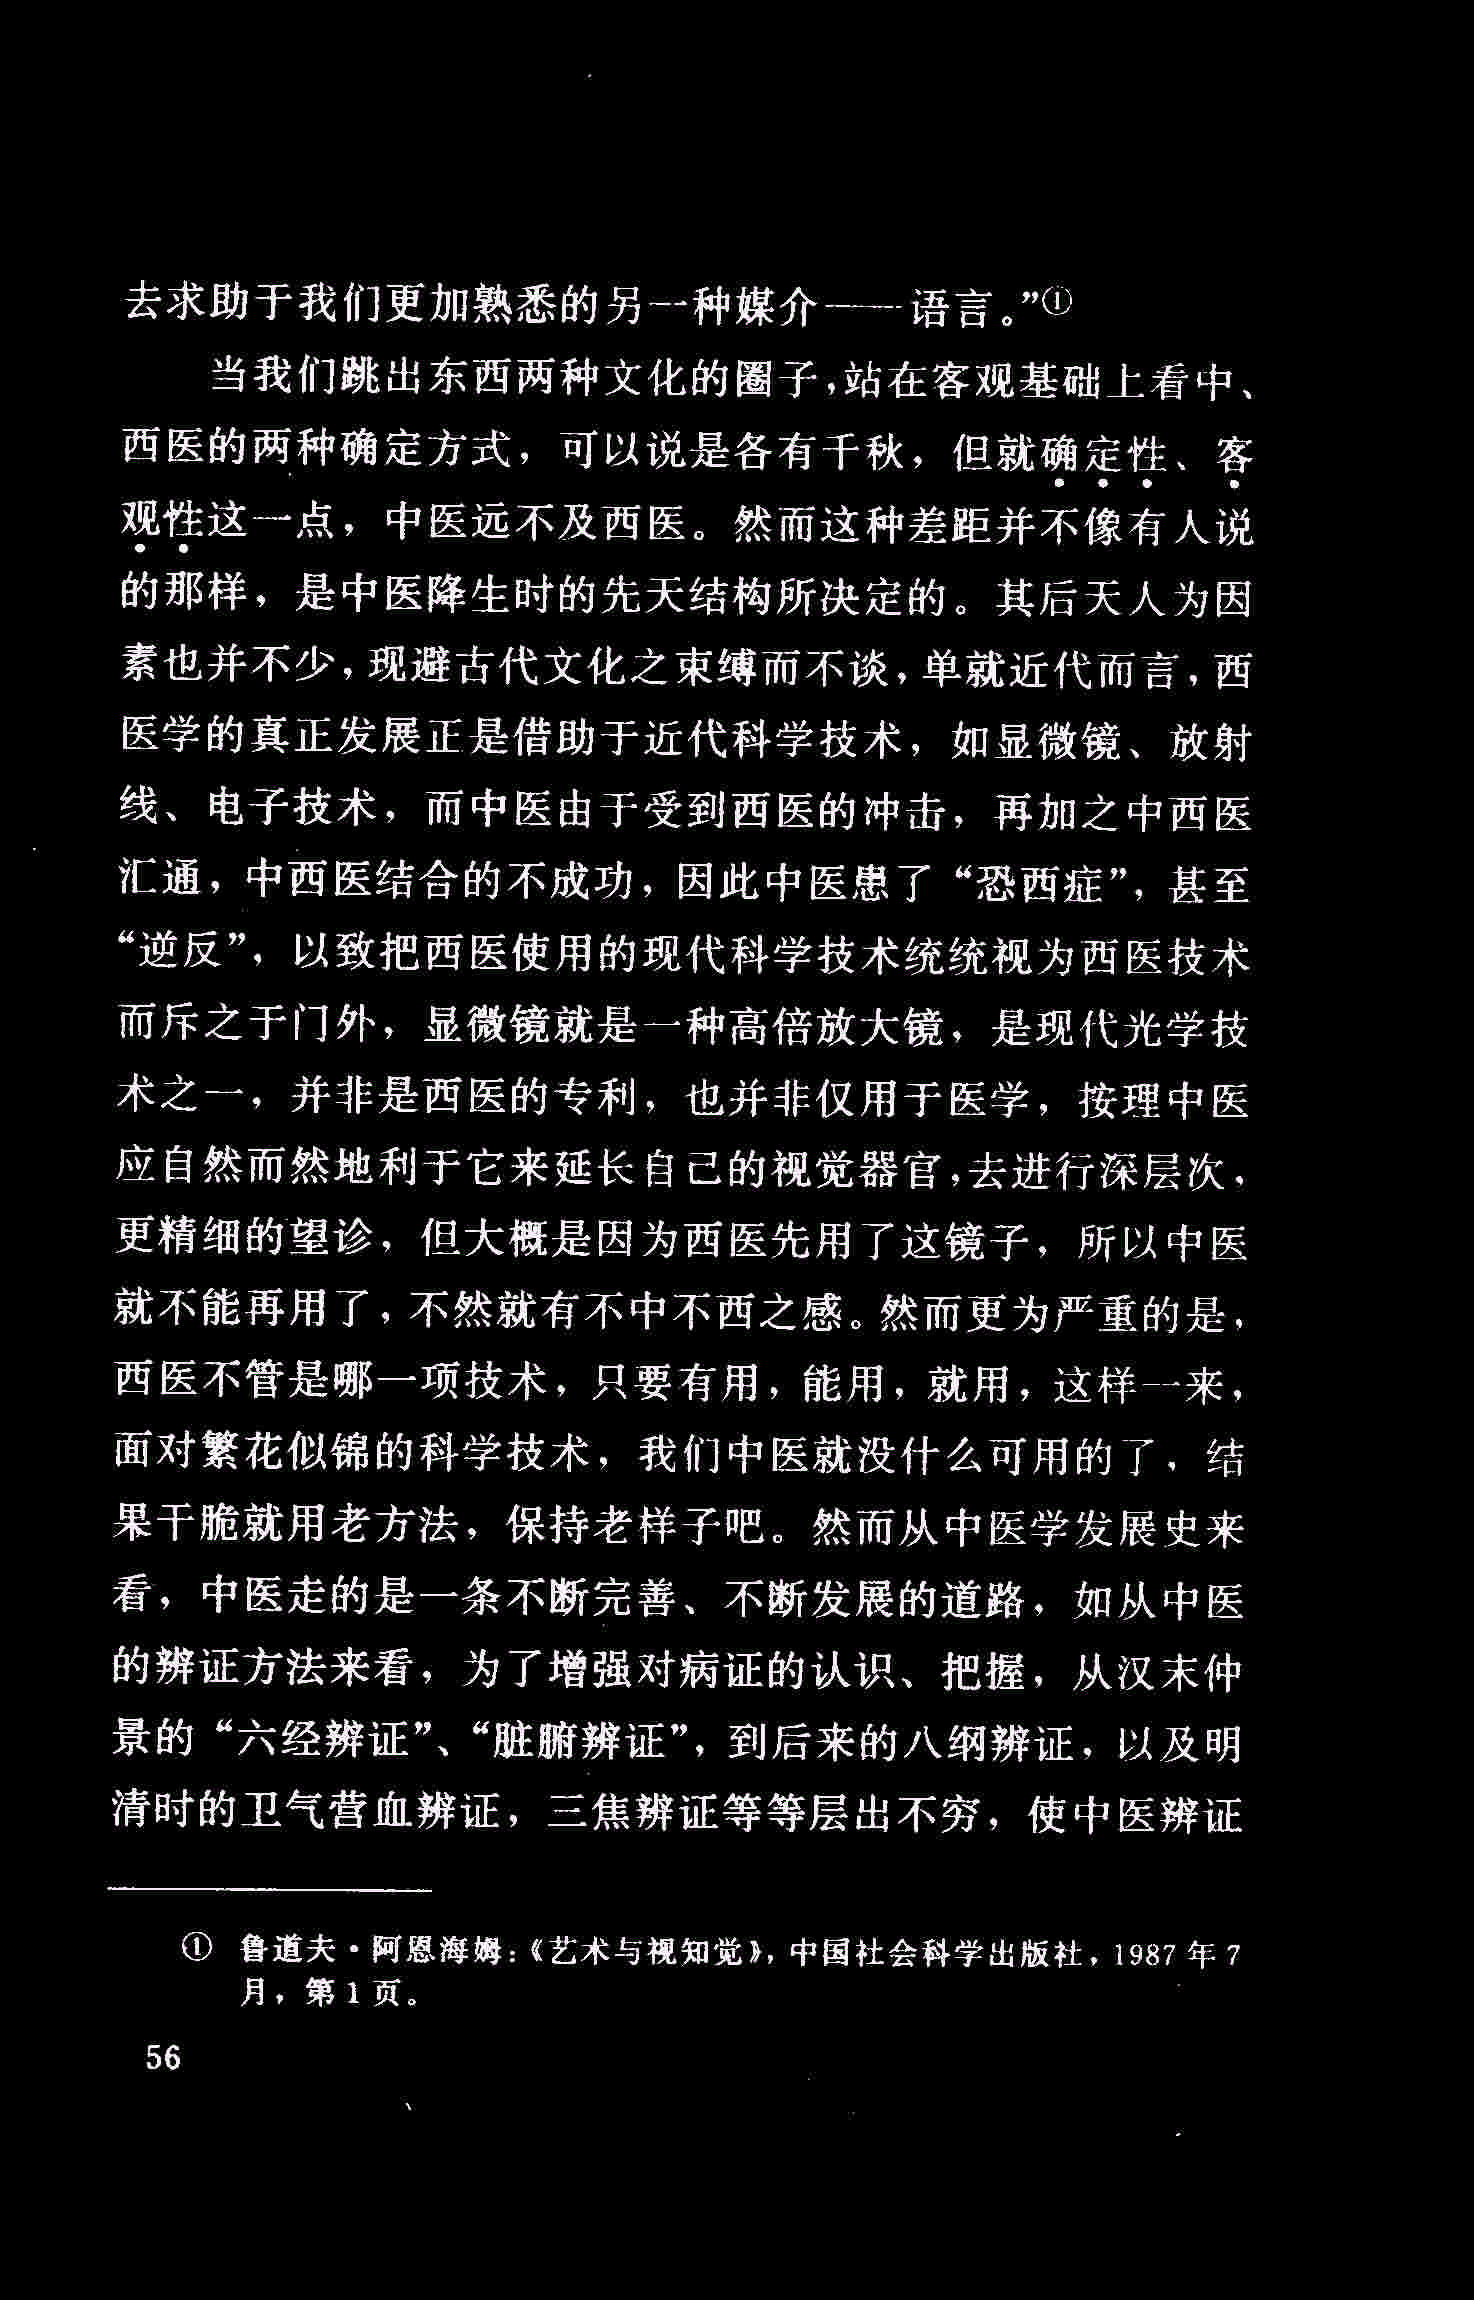 去求助于我们更加熟悉的另一种媒介——语言。”①
当我们跳出东西两种文化的圈子,站在客观基础上看中、
西医的两种确定方式，可以说是各有千秋，但就确定性、客
观性这一点，中医远不及西医。然而这种差距并不像有人说
的那样，是中医降生时的先天结构所决定的。其后天人为因
素也并不少,现避古代文化之束缚而不谈,单就近代而言,西
医学的真正发展正是借助于近代科学技术，如显微镜、放射
线、电子技术，而中医由于受到西医的冲击，再加之中西医
汇通，中西医结合的不成功，因此中医患了“恐西症”，甚至
“逆反”，以致把西医使用的现代科学技术统统视为西医技术
而斥之于门外，显微镜就是一种高倍放大镜，是现代光学技
术之一，并非是西医的专利，也并非仅用于医学，按理中医
应自然而然地利于它来延长自己的视觉器官,去进行深层次,
更精细的望诊，但大概是因为西医先用了这镜子，所以中医
就不能再用了,不然就有不中不西之感。然而更为严重的是,
西医不管是哪一项技术，只要有用，能用，就用，这样一来，
面对繁花似锦的科学技术，我们中医就没什么可用的了，结
果干脆就用老方法，保持老样子吧。然而从中医学发展史来
看，中医走的是一条不断完善、不断发展的道路，如从中医
的辨证方法来看，为了增强对病证的认识、把握，从汉末仲
景的“六经辨证”、“脏腑辨证”，到后来的八纲辨证，以及明
清时的卫气营血辨证，三焦辨证等等层出不穷，使中医辨证
① 鲁道夫·阿恩海姆:《艺术与视知觉》，中国社会科学出版社，1987年7
月，第1页。
56